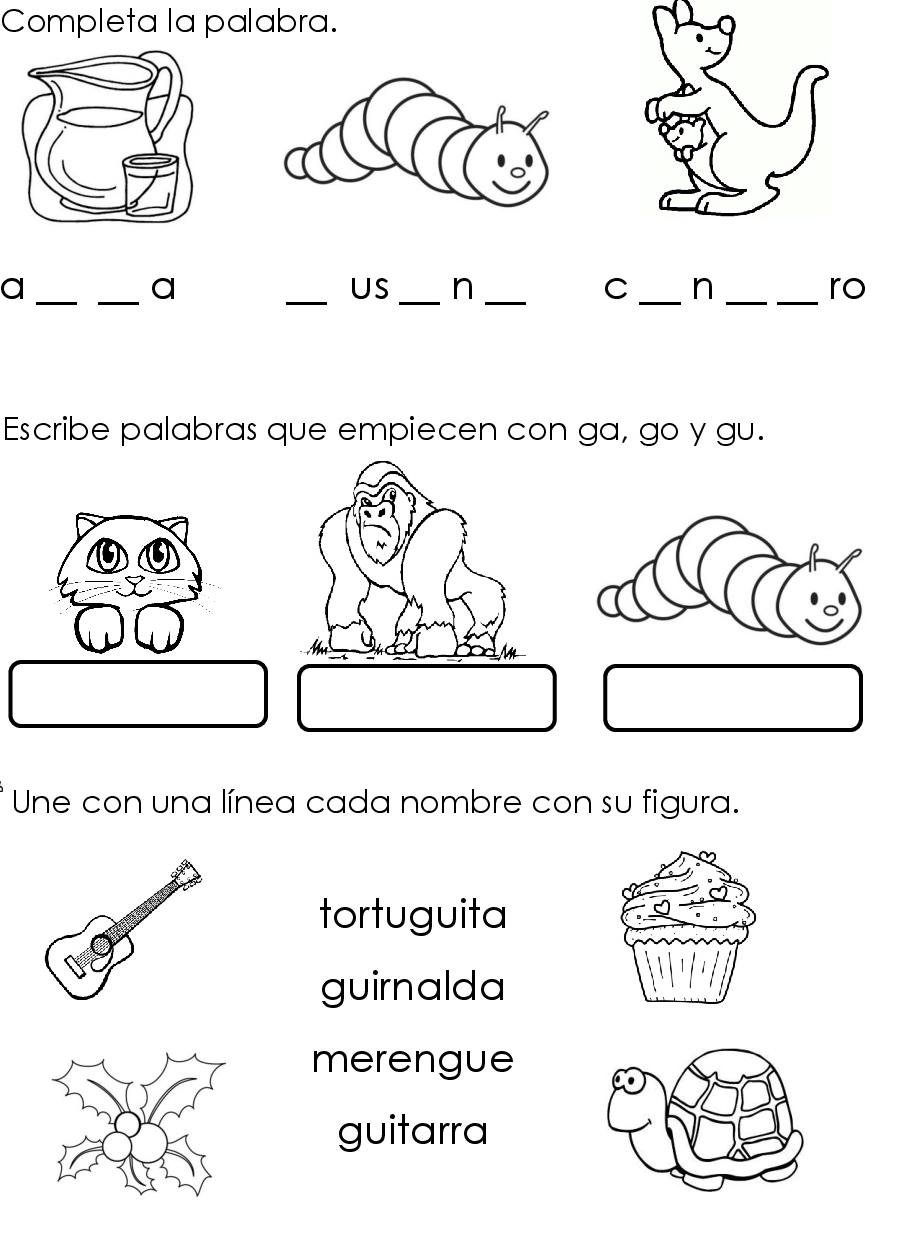 Completa la palabra.
a __ __ a __ us __ n __ c __ n __ __ ro
Escribe palabras que empiecen con ga, go y gu.
Une con una línea cada nombre con su figura.
tortuguita
guirnalda
merengue
guitarra